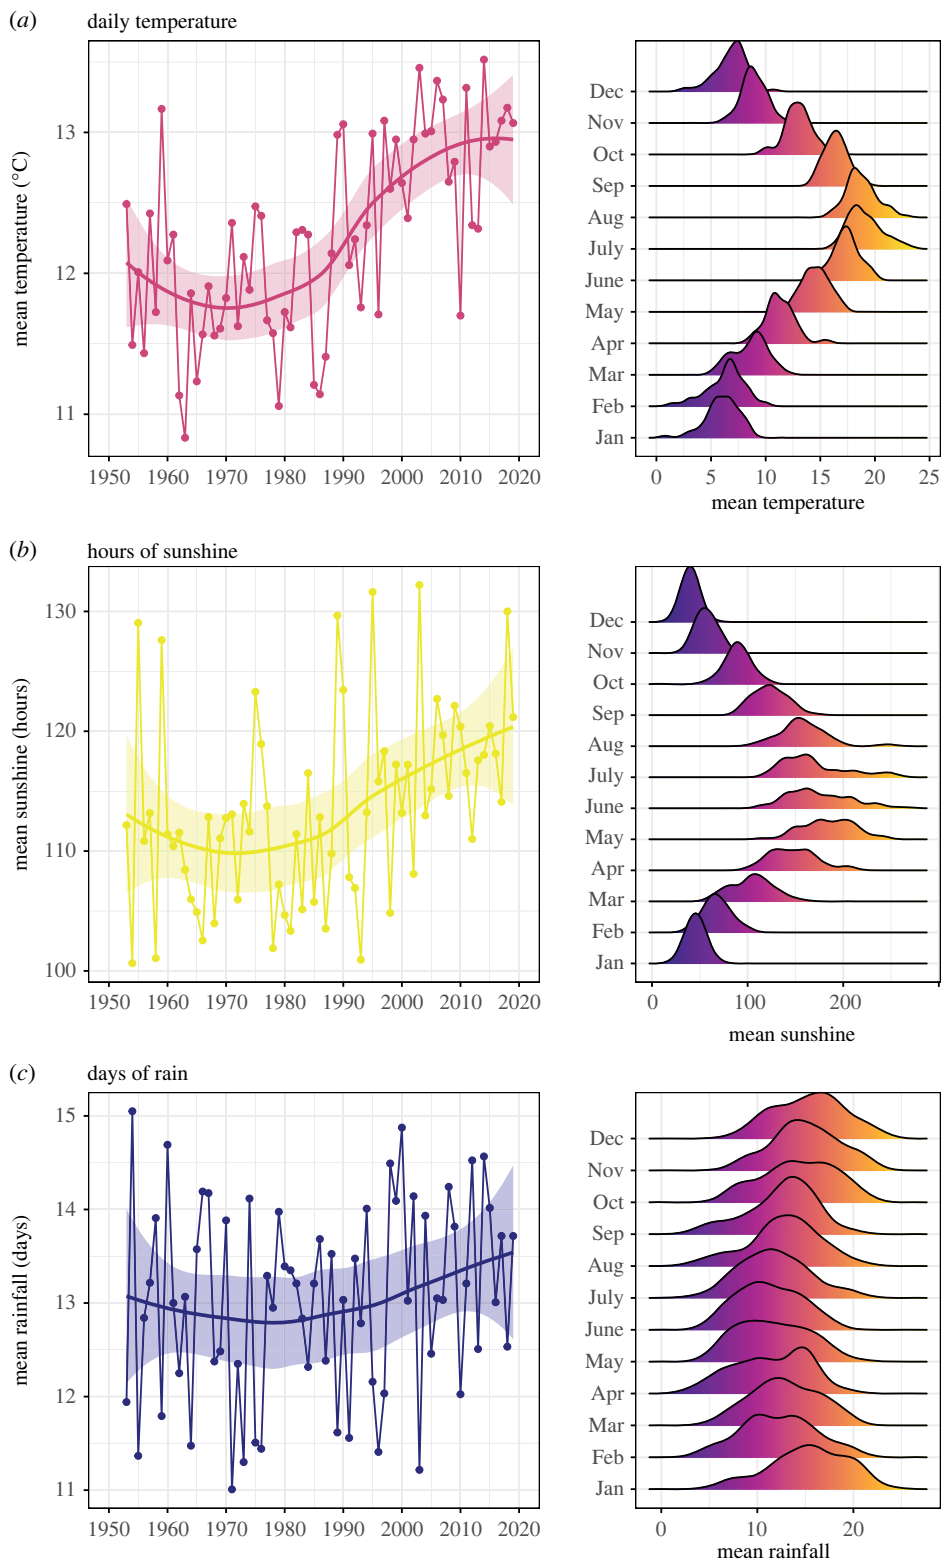 (a)
daily temperature
mean temperature (°C)
13
12
11
1950 1960 1970 1980 1990 2000 2010 2020
Dec
Nov
Oct
Sep
Aug
July
June
May
Apr
Mar
Feb
Jan
0 5 10 15 20 25
mean temperature
(b)
hours of sunshine
mean sunshine (hours)
130
120
110
100
1950 1960 1970 1980 1990 2000 2010 2020
Dec
Nov
Oct
Sep
Aug
July
June
May
Apr
Mar
Feb
Jan
0 100 200
mean sunshine
(c)
days of rain
mean rainfall (days)
15
14
13
12
11
1950 1960 1970 1980 1990 2000 2010 2020
Dec
Nov
Oct
Sep
Aug
July
June
May
Apr
Mar
Feb
Jan
0 10 20
mean rainfall